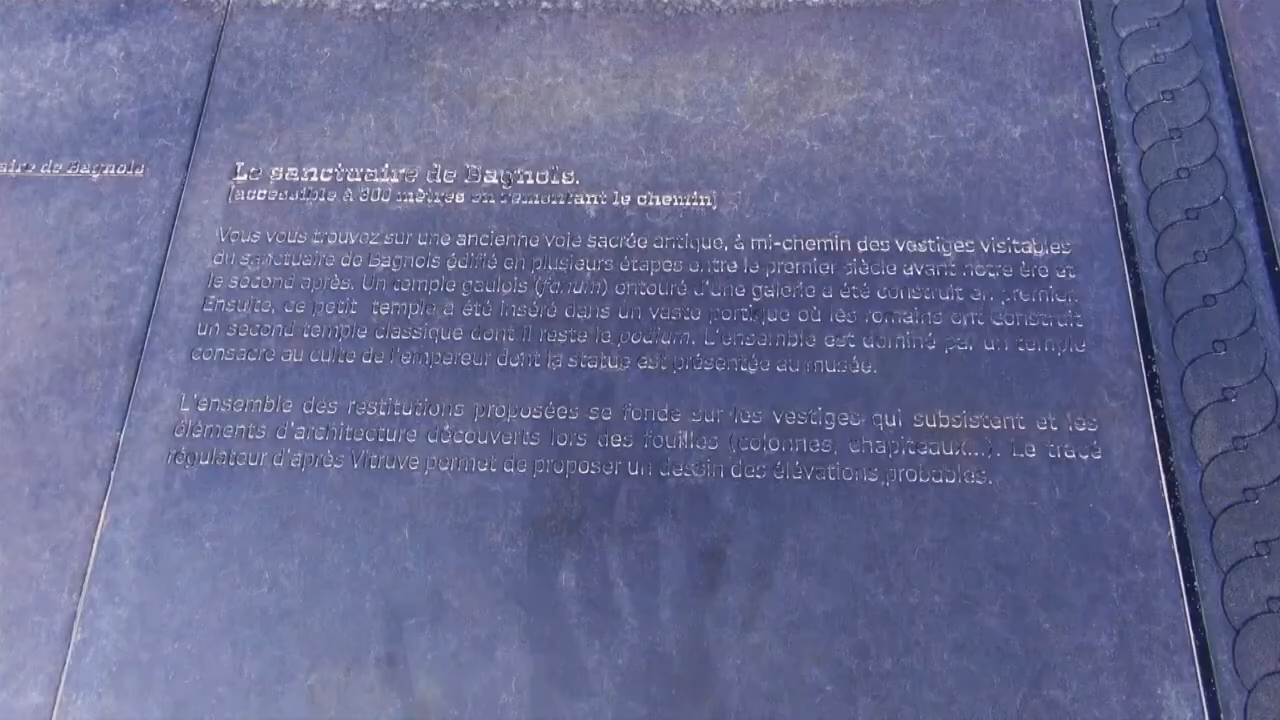 aire de Bagnols
Le sanctuaire de Bagnols.
(accessible à 300 mètres en remontant le chemin)
Vous vous trouvez sur une ancienne voie sacrée antique, à mi-chemin des vestiges visitables
du sanctuaire de Bagnols édifié en plusieurs étapes entre le premier siècle avant notre ère et
le second après. Un temple gaulois (fanum) entouré d'une galerie a été construit en premier.
Ensuite, ce petit temple a été inséré dans un vaste portique où les romains ont construit
un second temple classique dont il reste le podium. L'ensemble est dominé par un temple
consacré au culte de l'empereur dont la statue est présentée au musée.
L'ensemble des restitutions proposées se fonde sur les vestiges qui subsistent et les
éléments d'architecture découverts lors des fouilles (colonnes, chapiteaux...). Le tracé
régulateur d'après Vitruve permet de proposer un dessin des élévations probables.